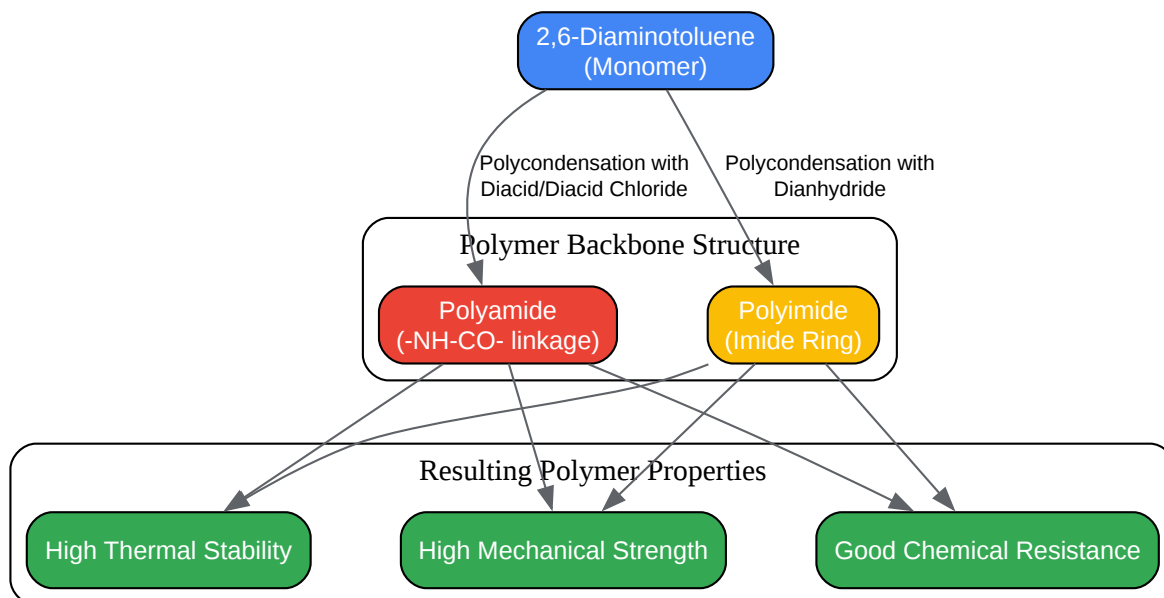 2,6-Diaminotoluene
(Monomer)
Polycondensation with
Diacid/Diacid Chloride
Polycondensation with
Dianhydride
Polymer Backbone Structure
Polyamide
(-NH-CO- linkage)
Polyimide
(Imide Ring)
Resulting Polymer Properties
High Thermal Stability
High Mechanical Strength
Good Chemical Resistance